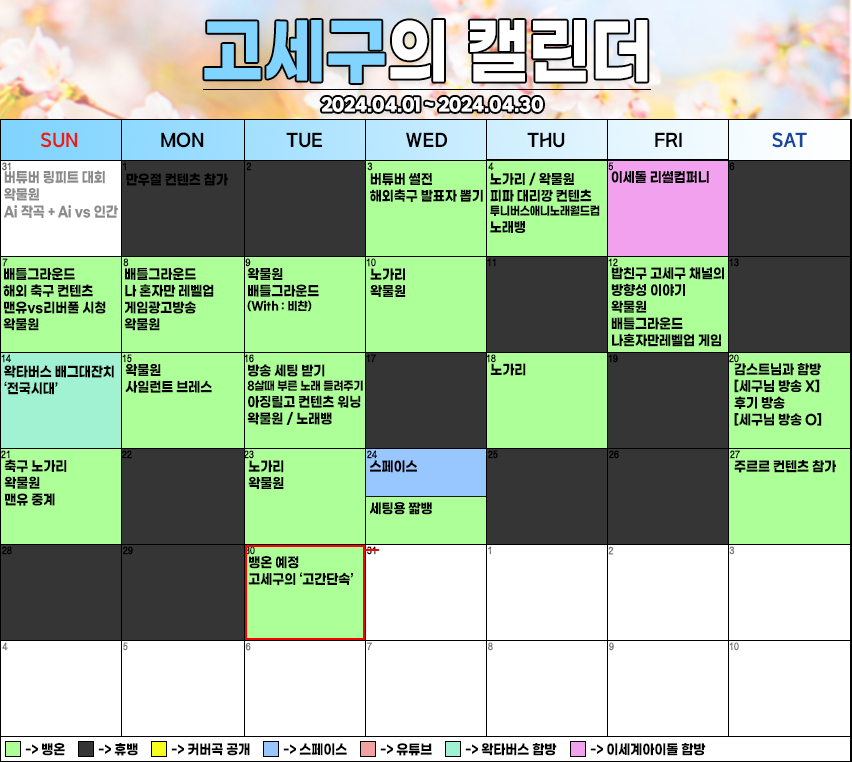 고세구의 캘린더
2024.04.01 ~ 2024.04.30
SUN MON TUE WED THU FRI SAT
31
버튜버 링피트 대회
왁물원
Ai 작곡 + Ai vs 인간
1
만우절 컨텐츠 참가
2
3
버튜버 썰전
해외축구 발표자 뽑기
4
노가리 / 왁물원
피파 대리깡 컨텐츠
투니버스애니노래월드컵
노래뱅
5
이세돌 리썰컴퍼니
6
7
배틀그라운드
해외 축구 컨텐츠
맨유vs리버풀 시청
왁물원
8
배틀그라운드
나 혼자만 레벨업
게임광고방송
왁물원
9
왁물원
배틀그라운드
(With : 비챤)
10
노가리
왁물원
11
12
밥친구 고세구 채널의
방향성 이야기
왁물원
배틀그라운드
나혼자만레벨업 게임
13
14
왁타버스 배그대잔치
'전국시대'
15
왁물원
사일런트 브레스
16
방송 세팅 받기
8살때 부른 노래 들려주기
아징릴고 컨텐츠 워닝
왁물원 / 노래뱅
17
18
노가리
19
20
감스트님과 합방
[세구님 방송 X]
후기 방송
[세구님 방송 O]
21
축구 노가리
왁물원
맨유 중계
22
23
노가리
왁물원
24
스페이스
세팅용 짧뱅
25
26
27
주르르 컨텐츠 참가
28
29
30
뱅온 예정
고세구의 '고간단속'
31
1
2
3
4
5
6
7
8
9
10
-> 뱅온 -> 휴뱅 -> 커버곡 공개 -> 스페이스 -> 유튜브 -> 왁타버스 합방 -> 이세계아이돌 합방